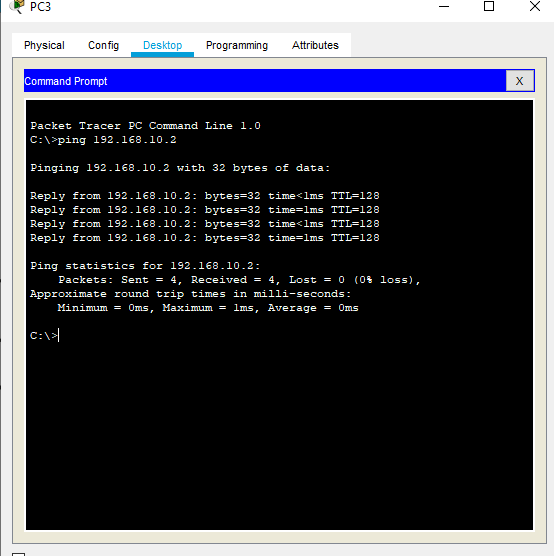 PC3
Physical Config Desktop Programming Attributes
Command Prompt X
Packet Tracer PC Command Line 1.0
C:\>ping 192.168.10.2
Pinging 192.168.10.2 with 32 bytes of data:
Reply from 192.168.10.2: bytes=32 time<1ms TTL=128
Reply from 192.168.10.2: bytes=32 time=1ms TTL=128
Reply from 192.168.10.2: bytes=32 time<1ms TTL=128
Reply from 192.168.10.2: bytes=32 time=1ms TTL=128
Ping statistics for 192.168.10.2:
Packets: Sent = 4, Received = 4, Lost = 0 (0% loss),
Approximate round trip times in milli-seconds:
Minimum = 0ms, Maximum = 1ms, Average = 0ms
C:\>